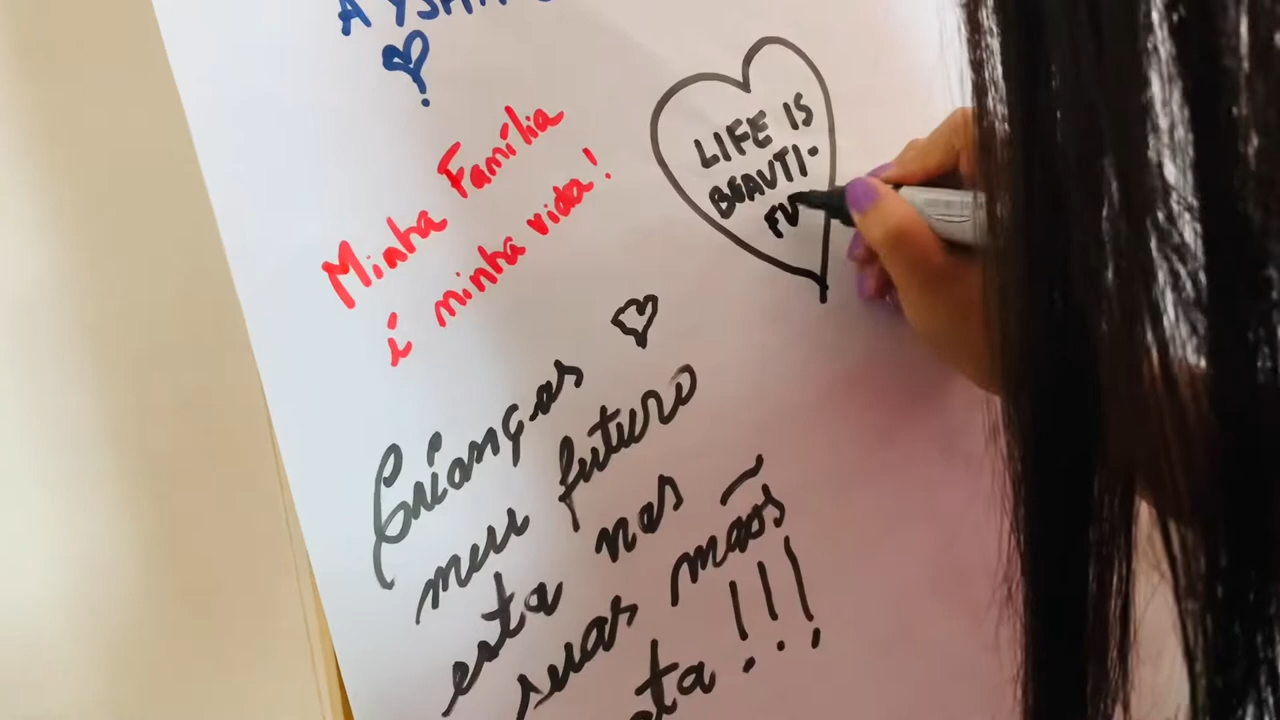 Minha Família
é minha vida!
LIFE IS
BEAUTI-
FU
Crianças
meu futuro
esta nas
suas mãos